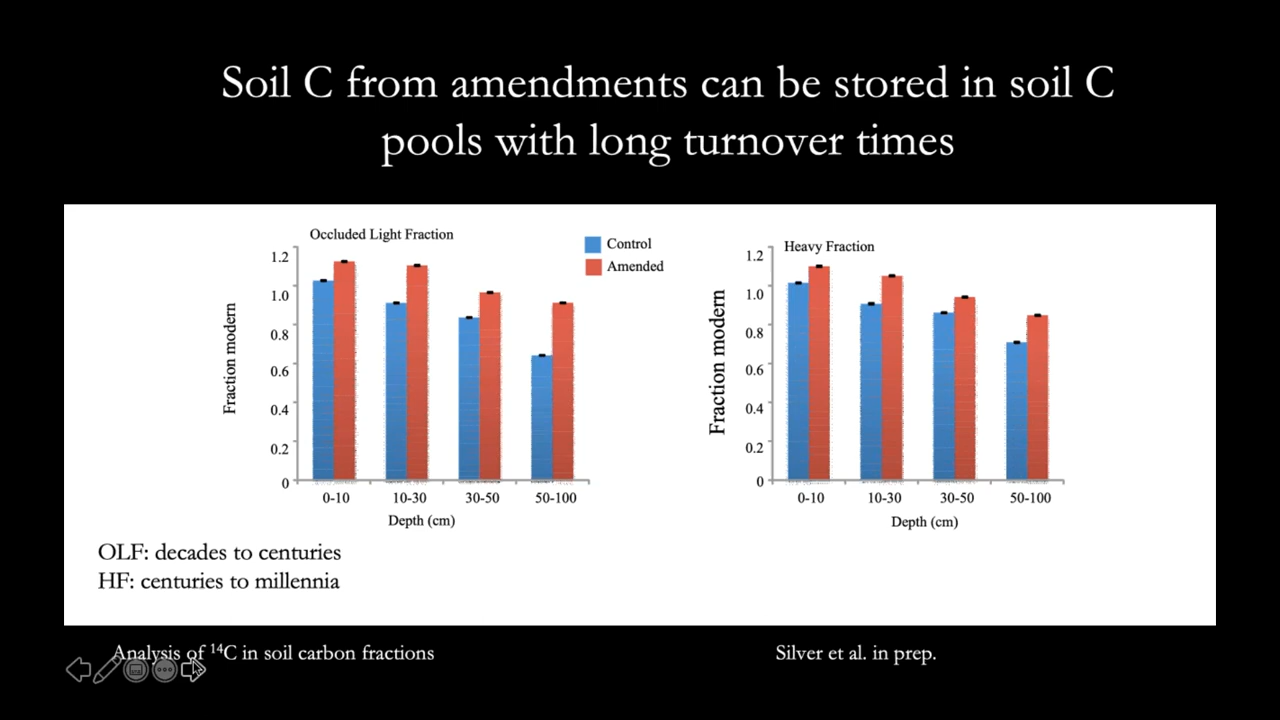 Soil C from amendments can be stored in soil C
pools with long turnover times
Occluded Light Fraction
Control
Amended
Fraction modern
1.2
1.0
0.8
0.6
0.4
0.2
0
0-10
10-30
30-50
50-100
Depth (cm)
Heavy Fraction
Fraction modern
1.2
1.0
0.8
0.6
0.4
0.2
0
0-10
10-30
30-50
50-100
Depth (cm)
OLF: decades to centuries
HF: centuries to millennia
Analysis of ¹⁴C in soil carbon fractions
Silver et al. in prep.